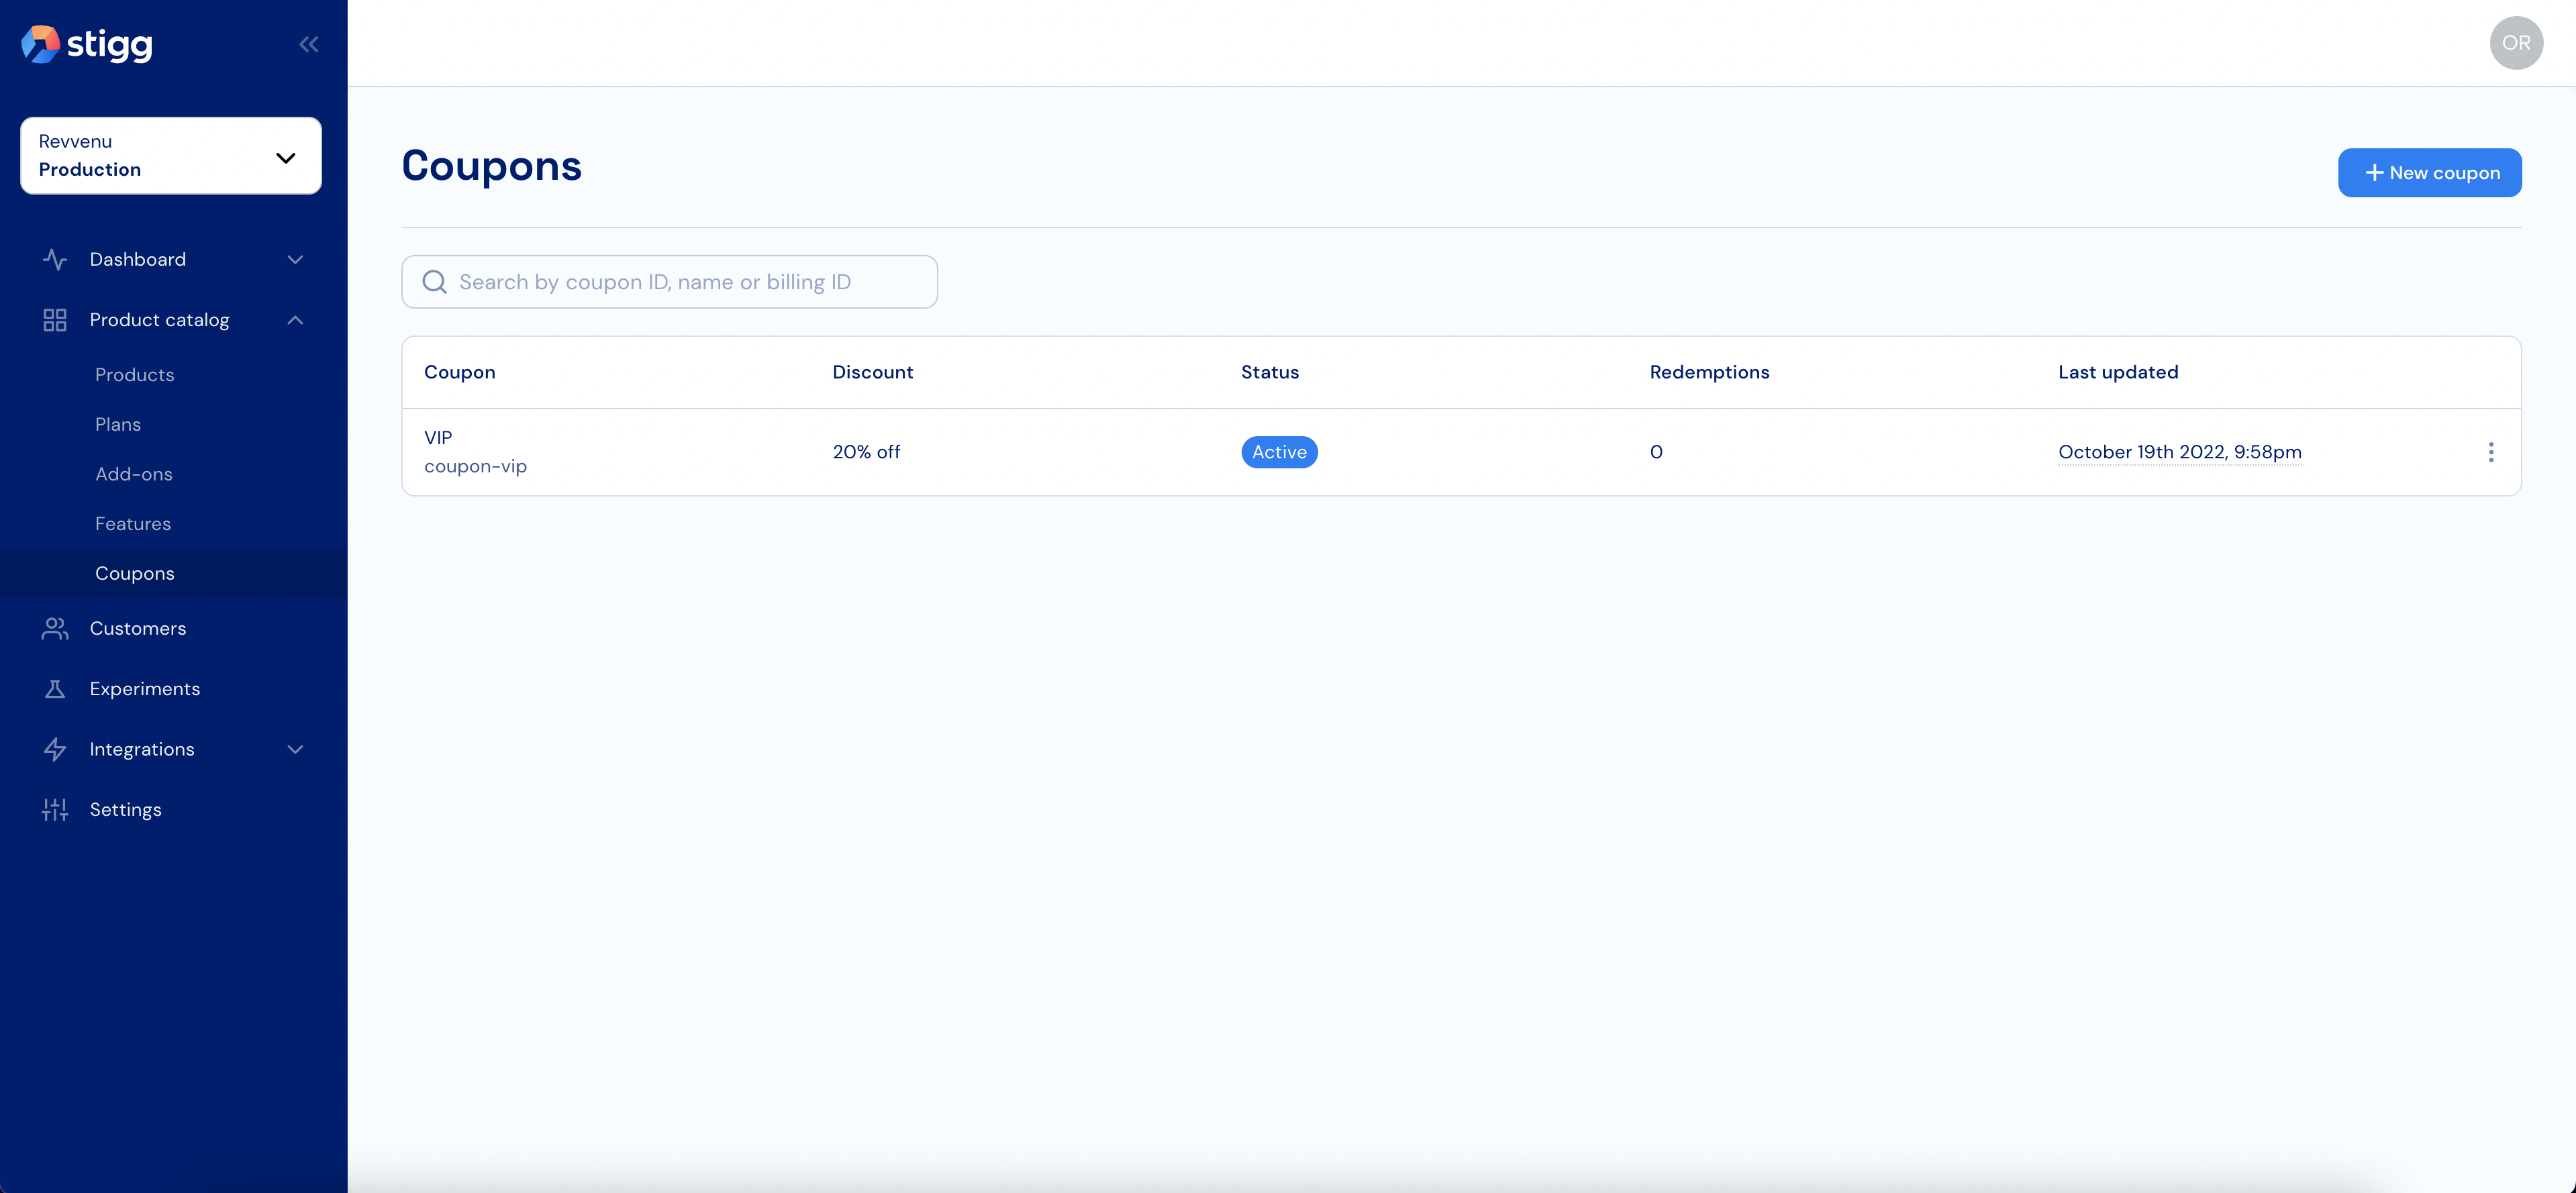 stigg
OR
Revvenu
Production
Dashboard
Product catalog
Products
Plans
Add-ons
Features
Coupons
Customers
Experiments
Integrations
Settings
Coupons
New coupon
Search by coupon ID, name or billing ID
Coupon Discount Status Redemptions Last updated
VIP
coupon-vip
20% off Active 0 October 19th 2022, 9:58pm